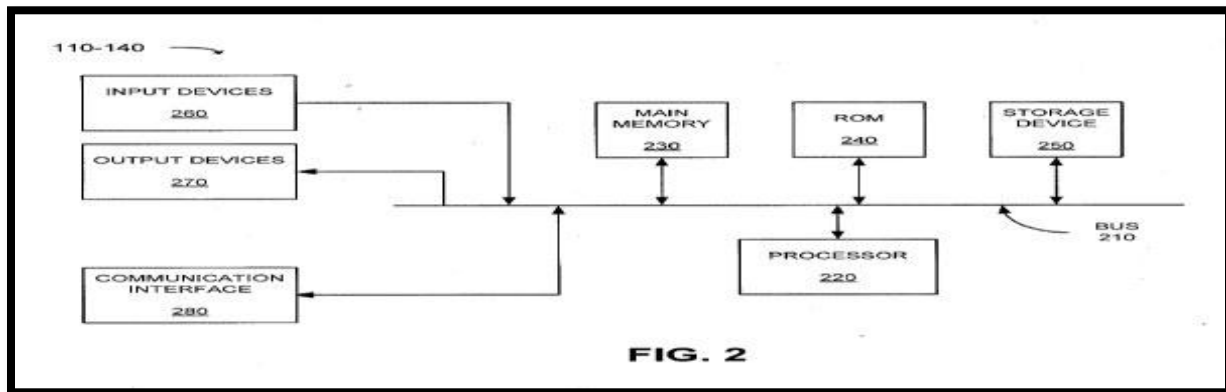 110-140
INPUT DEVICES
260
OUTPUT DEVICES
270
COMMUNICATION
INTERFACE
280
MAIN
MEMORY
230
ROM
240
STORAGE
DEVICE
250
BUS
210
PROCESSOR
220
FIG. 2